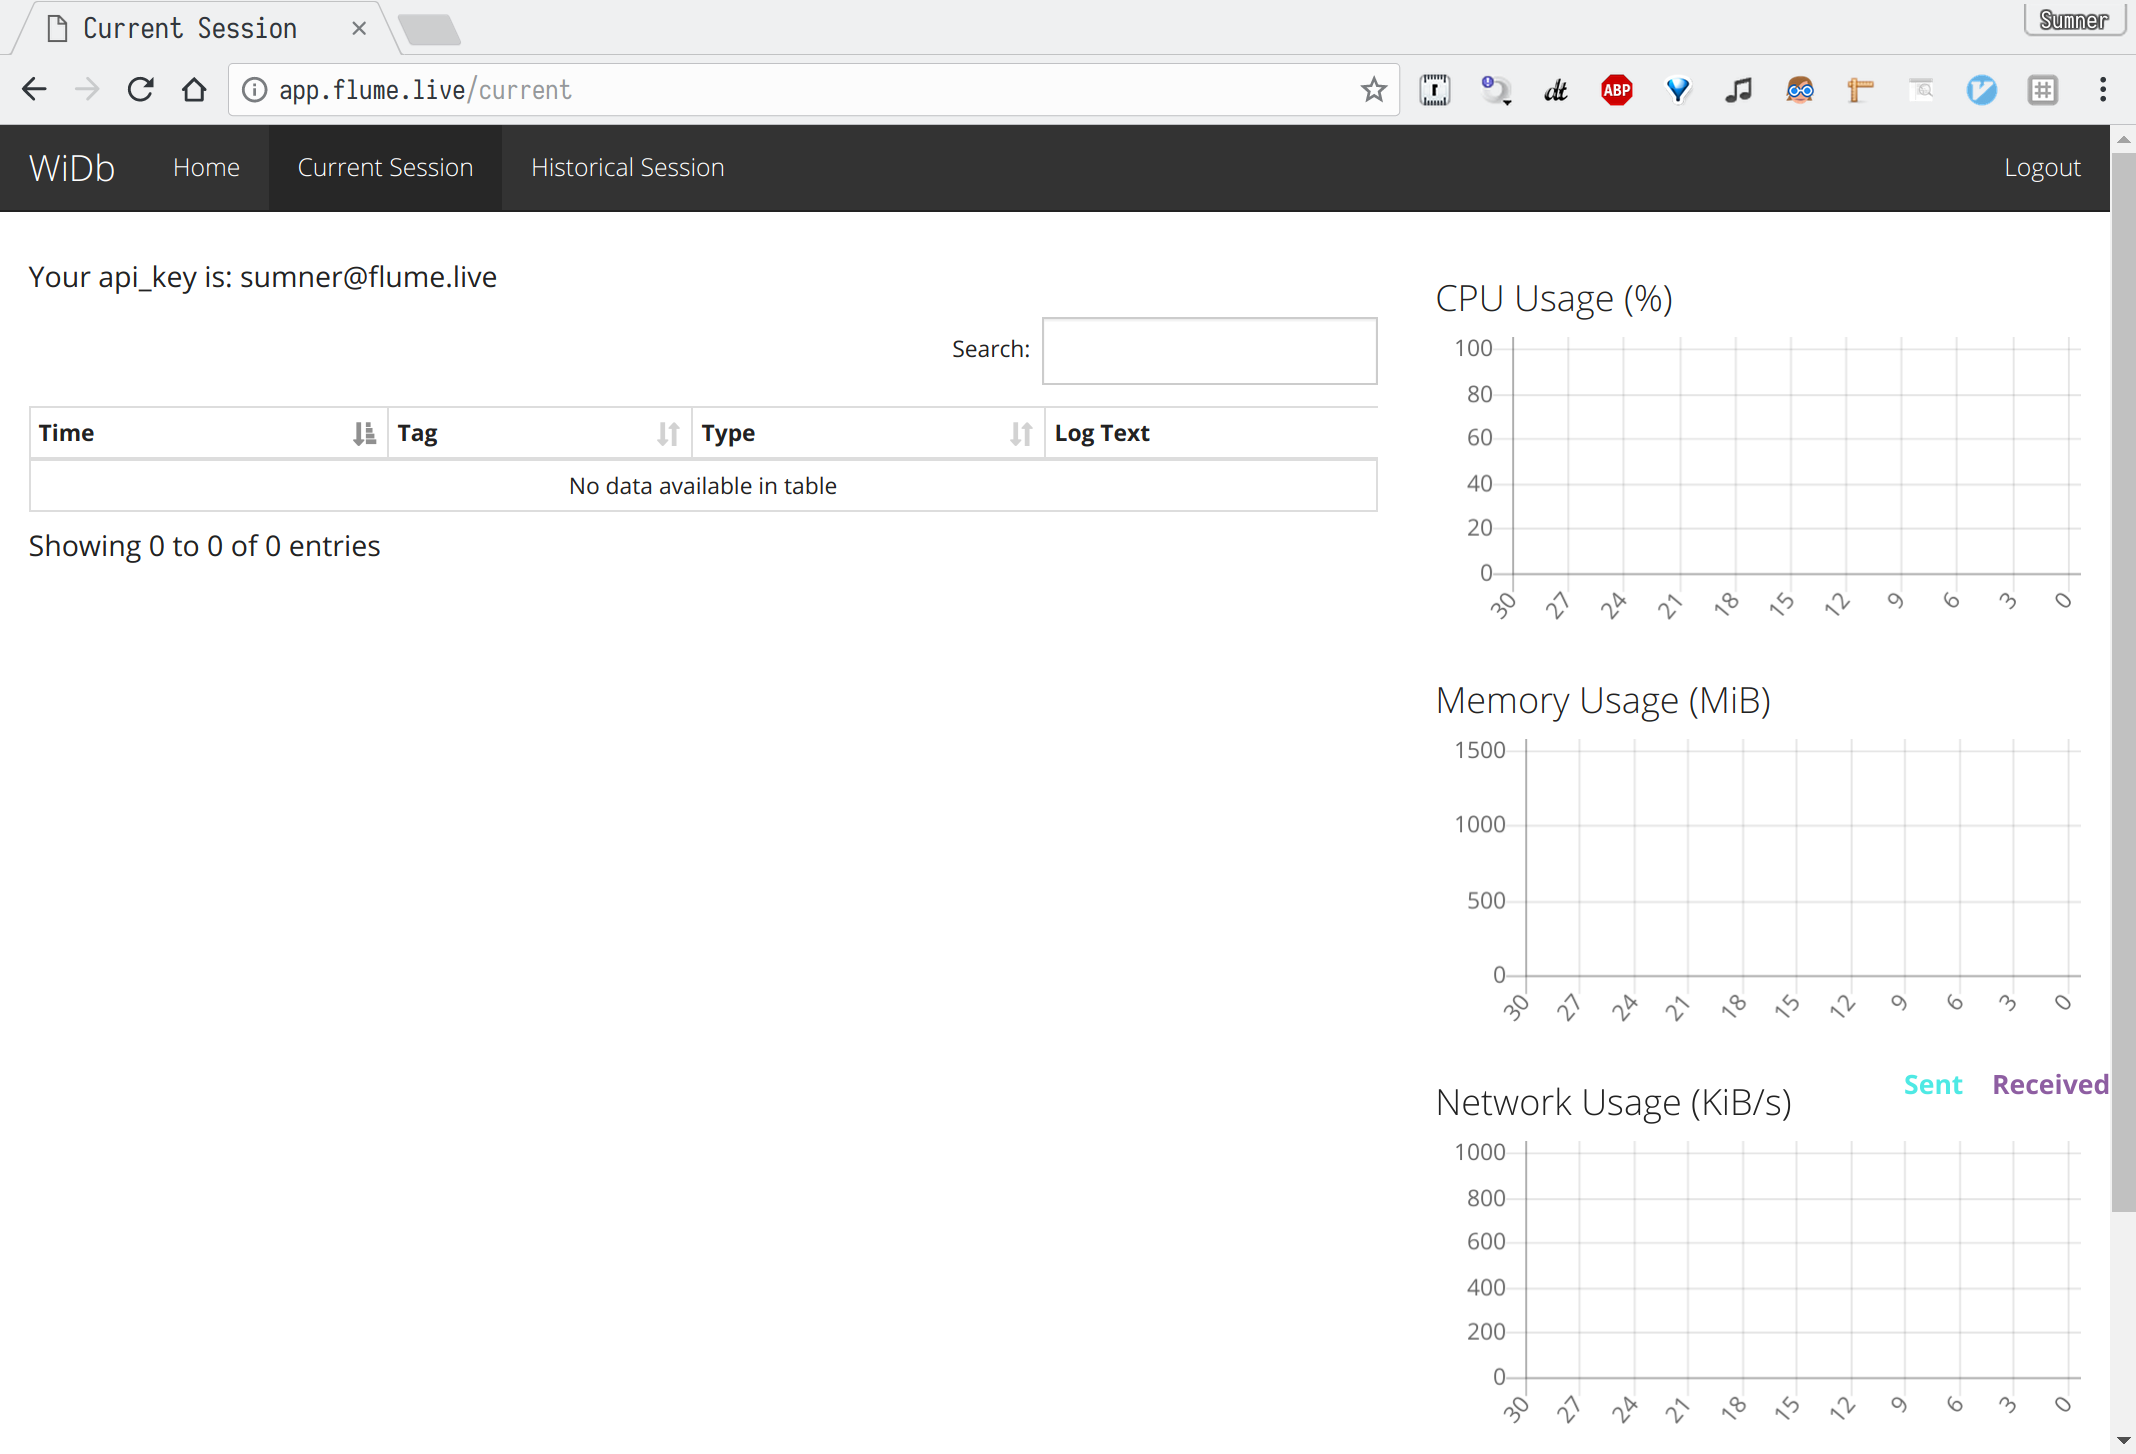 Current Session
Sumner
app.flume.live/current
ABP
WiDb Home Current Session Historical Session Logout
Your api_key is: sumner@flume.live
Search:
Time Tag Type Log Text
No data available in table
Showing 0 to 0 of 0 entries
CPU Usage (%)
100
80
60
40
20
0
30 27 24 21 18 15 12 9 6 3 0
Memory Usage (MiB)
1500
1000
500
0
30 27 24 21 18 15 12 9 6 3 0
Sent Received
Network Usage (KiB/s)
1000
800
600
400
200
0
30 27 24 21 18 15 12 9 6 3 0